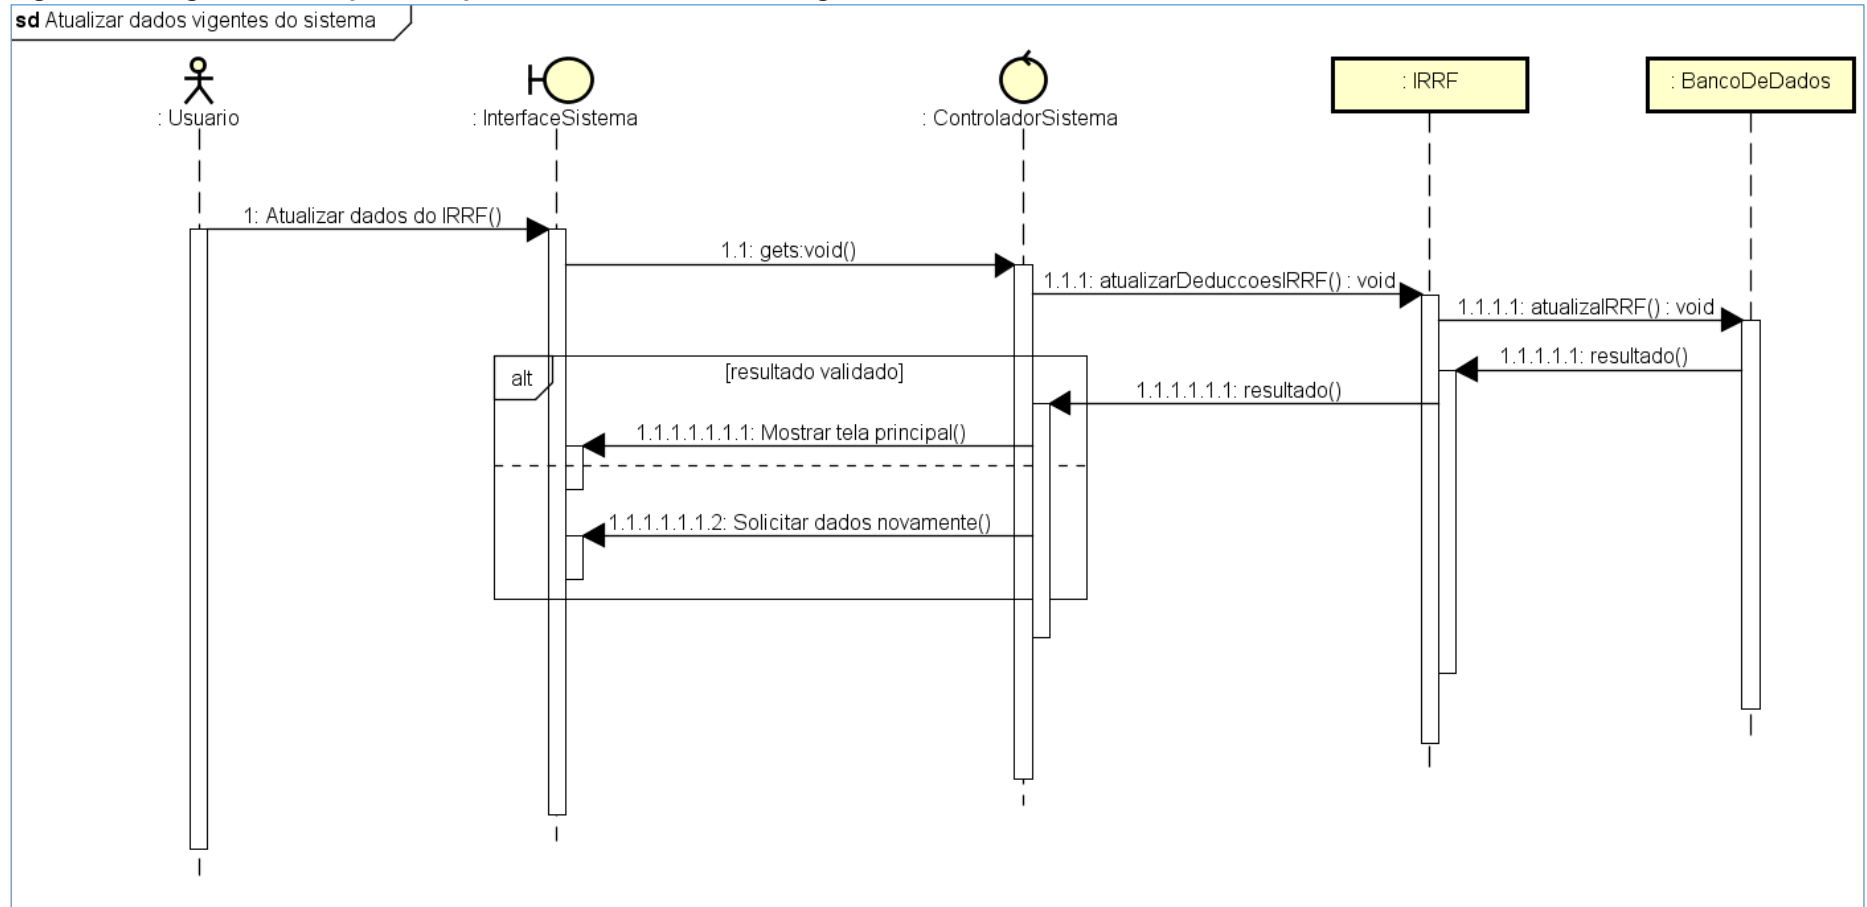 sd Atualizar dados vigentes do sistema
: Usuario
: InterfaceSistema
: ControladorSistema
: IRRF
: BancoDeDados
1: Atualizar dados do IRRF()
1.1: gets:void()
1.1.1: atualizarDeduccoesIRRF() : void
1.1.1.1: atualizaIRRF() : void
1.1.1.1.1: resultado()
alt
[resultado validado]
1.1.1.1.1.1: resultado()
1.1.1.1.1.1.1: Mostrar tela principal()
1.1.1.1.1.1.2: Solicitar dados novamente()